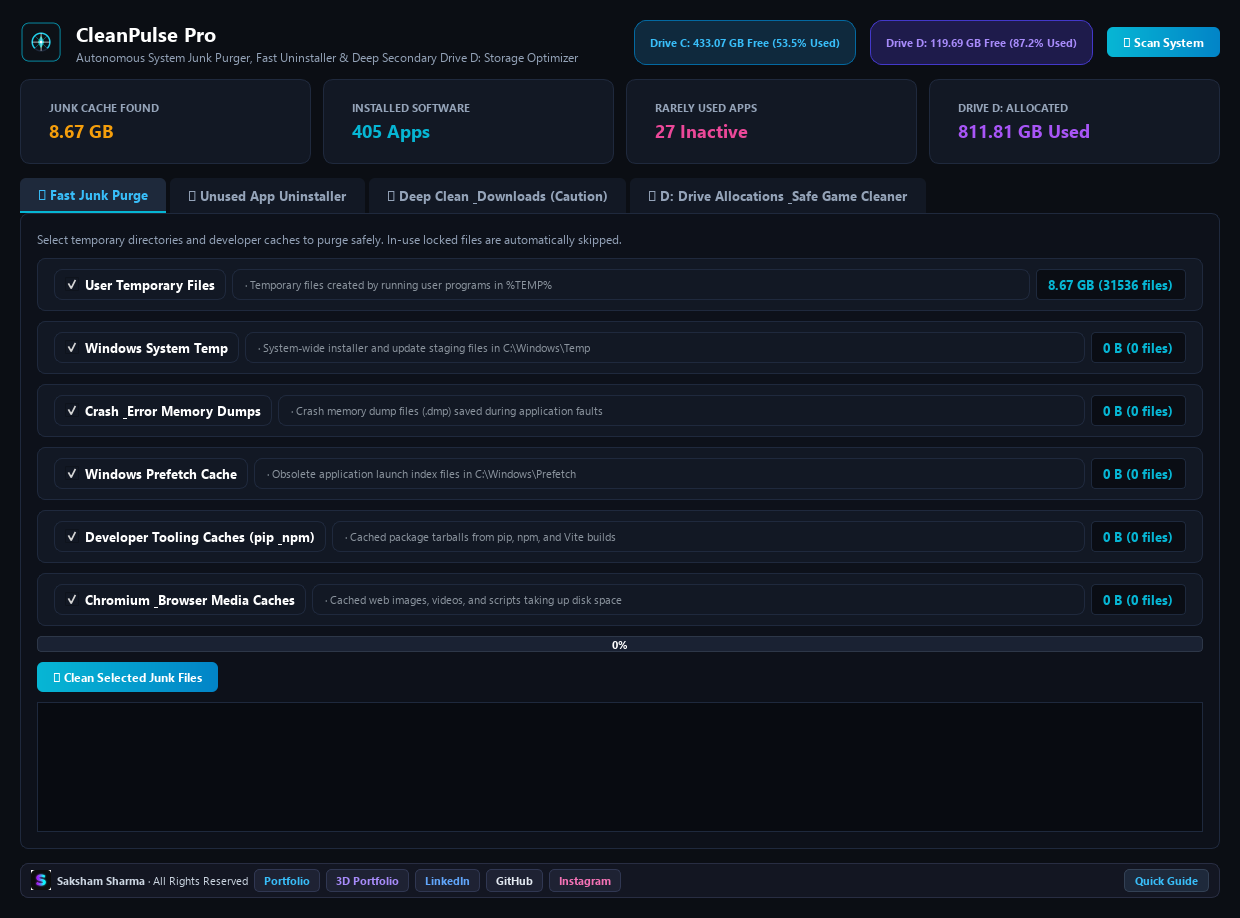 CleanPulse Pro
Autonomous System Junk Purger, Fast Uninstaller & Deep Secondary Drive D: Storage Optimizer
Drive C: 433.07 GB Free (53.5% Used)
Drive D: 119.69 GB Free (87.2% Used)
Scan System
JUNK CACHE FOUND
8.67 GB
INSTALLED SOFTWARE
405 Apps
RARELY USED APPS
27 Inactive
DRIVE D: ALLOCATED
811.81 GB Used
Fast Junk Purge
Unused App Uninstaller
Deep Clean _Downloads (Caution)
D: Drive Allocations _Safe Game Cleaner
Select temporary directories and developer caches to purge safely. In-use locked files are automatically skipped.
✓ User Temporary Files
· Temporary files created by running user programs in %TEMP%
8.67 GB (31536 files)
✓ Windows System Temp
· System-wide installer and update staging files in C:\Windows\Temp
0 B (0 files)
✓ Crash _Error Memory Dumps
· Crash memory dump files (.dmp) saved during application faults
0 B (0 files)
✓ Windows Prefetch Cache
· Obsolete application launch index files in C:\Windows\Prefetch
0 B (0 files)
✓ Developer Tooling Caches (pip _npm)
· Cached package tarballs from pip, npm, and Vite builds
0 B (0 files)
✓ Chromium _Browser Media Caches
· Cached web images, videos, and scripts taking up disk space
0 B (0 files)
0%
Clean Selected Junk Files
S
Saksham Sharma · All Rights Reserved
Portfolio
3D Portfolio
LinkedIn
GitHub
Instagram
Quick Guide